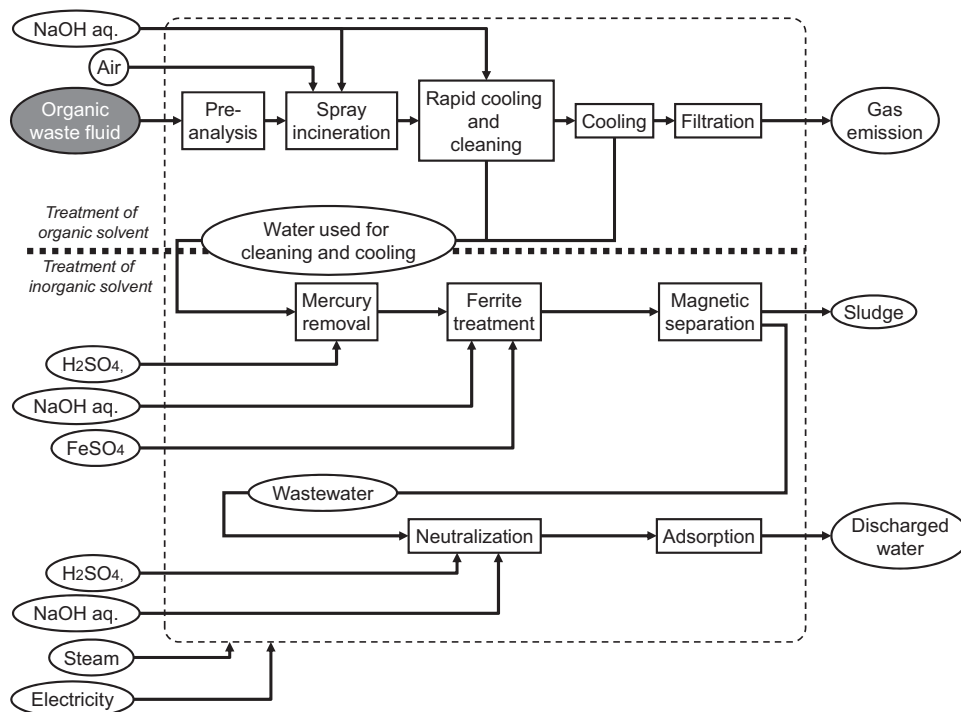 NaOH aq.
Air
Organic
waste fluid
Pre-
analysis
Spray
incineration
Rapid cooling
and
cleaning
Cooling
Filtration
Gas
emission
Treatment of
organic solvent
Water used for
cleaning and cooling
Treatment of
inorganic solvent
Mercury
removal
Ferrite
treatment
Magnetic
separation
Sludge
H2SO4,
NaOH aq.
FeSO4
Wastewater
Neutralization
Adsorption
Discharged
water
H2SO4,
NaOH aq.
Steam
Electricity